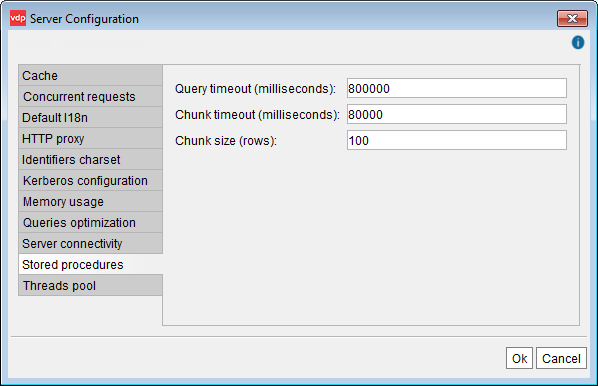 vdp Server Configuration
i
Cache
Concurrent requests
Default I18n
HTTP proxy
Identifiers charset
Kerberos configuration
Memory usage
Queries optimization
Server connectivity
Stored procedures
Threads pool
Query timeout (milliseconds): 800000
Chunk timeout (milliseconds): 80000
Chunk size (rows): 100
Ok Cancel